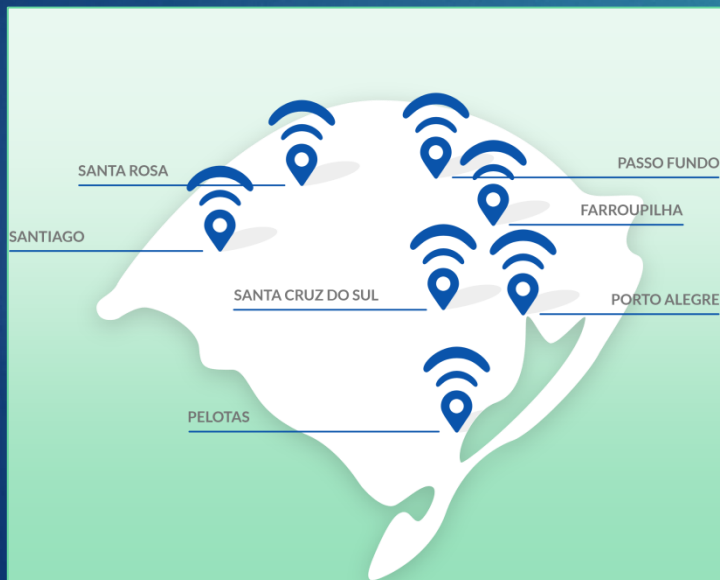 SANTA ROSA
PASSO FUNDO
FARROUPILHA
SANTIAGO
SANTA CRUZ DO SUL
PORTO ALEGRE
PELOTAS